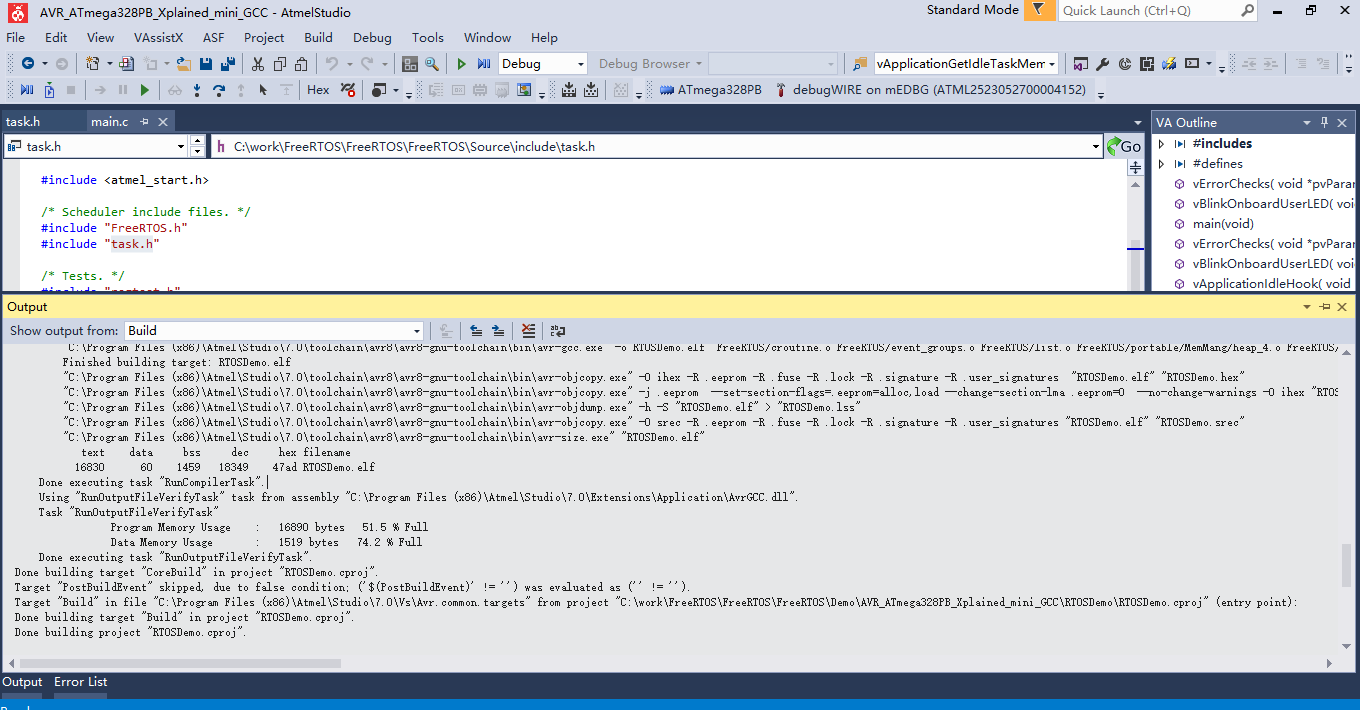 AVR_ATmega328PB_Xplained_mini_GCC - AtmelStudio
Standard Mode
Quick Launch (Ctrl+Q)
File Edit View VAssistX ASF Project Build Debug Tools Window Help
Debug Debug Browser vApplicationGetIdleTaskMem
Hex ATmega328PB debugWIRE on mEDBG (ATML2523052700004152)
task.h main.c
VA Outline
task.h
h C:\work\FreeRTOS\FreeRTOS\FreeRTOS\Source\include\task.h
Go
#includes
#defines
vErrorChecks( void *pvParar
vBlinkOnboardUserLED( voi
main(void)
vErrorChecks( void *pvParar
vBlinkOnboardUserLED( voi
vApplicationIdleHook( void
#include <atmel_start.h>
/* Scheduler include files. */
#include "FreeRTOS.h"
#include "task.h"
/* Tests. */
Output
Show output from: Build
"C:\Program Files (x86)\Atmel\Studio\7.0\toolchain\avr8\avr8-gnu-toolchain\bin\avr-gcc.exe" -o RTOSDemo.elf FreeRTOS/croutine.o FreeRTOS/event_groups.o FreeRTOS/list.o FreeRTOS/portable/MemMang/heap_4.o FreeRTOS/
Finished building target: RTOSDemo.elf
"C:\Program Files (x86)\Atmel\Studio\7.0\toolchain\avr8\avr8-gnu-toolchain\bin\avr-objcopy.exe" -O ihex -R .eeprom -R .fuse -R .lock -R .signature -R .user_signatures "RTOSDemo.elf" "RTOSDemo.hex"
"C:\Program Files (x86)\Atmel\Studio\7.0\toolchain\avr8\avr8-gnu-toolchain\bin\avr-objcopy.exe" -j .eeprom --set-section-flags=.eeprom=alloc,load --change-section-lma .eeprom=0 --no-change-warnings -O ihex "RTOS
"C:\Program Files (x86)\Atmel\Studio\7.0\toolchain\avr8\avr8-gnu-toolchain\bin\avr-objdump.exe" -h -S "RTOSDemo.elf" > "RTOSDemo.lss"
"C:\Program Files (x86)\Atmel\Studio\7.0\toolchain\avr8\avr8-gnu-toolchain\bin\avr-objcopy.exe" -O srec -R .eeprom -R .fuse -R .lock -R .signature -R .user_signatures "RTOSDemo.elf" "RTOSDemo.srec"
"C:\Program Files (x86)\Atmel\Studio\7.0\toolchain\avr8\avr8-gnu-toolchain\bin\avr-size.exe" "RTOSDemo.elf"
text data bss dec hex filename
16830 60 1459 18349 47ad RTOSDemo.elf
Done executing task "RunCompilerTask".
Using "RunOutputFileVerifyTask" task from assembly "C:\Program Files (x86)\Atmel\Studio\7.0\Extensions\Application\AvrGCC.dll".
Task "RunOutputFileVerifyTask"
Program Memory Usage : 16890 bytes 51.5 % Full
Data Memory Usage : 1519 bytes 74.2 % Full
Done executing task "RunOutputFileVerifyTask".
Done building target "CoreBuild" in project "RTOSDemo.cproj".
Target "PostBuildEvent" skipped, due to false condition; ('$(PostBuildEvent)' != '') was evaluated as ('' != '').
Target "Build" in file "C:\Program Files (x86)\Atmel\Studio\7.0\Vs\Avr.common.targets" from project "C:\work\FreeRTOS\FreeRTOS\FreeRTOS\Demo\AVR_ATmega328PB_Xplained_mini_GCC\RTOSDemo\RTOSDemo.cproj" (entry point):
Done building target "Build" in project "RTOSDemo.cproj".
Done building project "RTOSDemo.cproj".
Output Error List